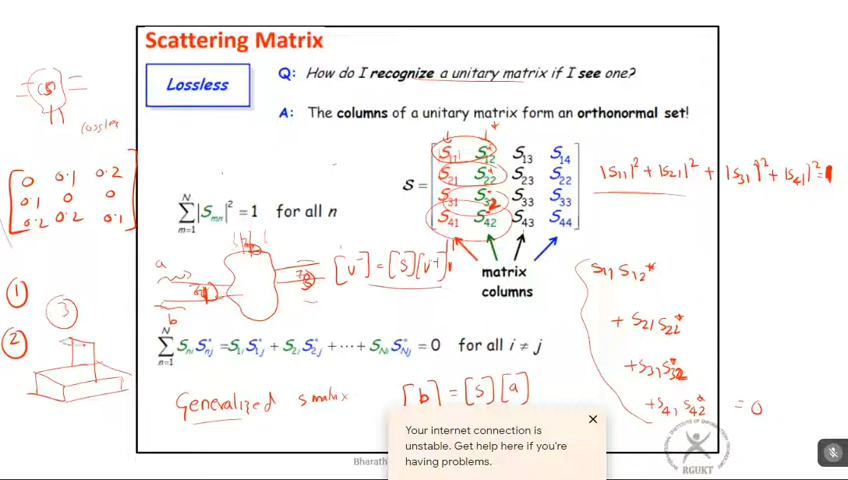 Scattering Matrix
Lossless
Q: How do I recognize a unitary matrix if I see one?
A: The columns of a unitary matrix form an orthonormal set!
S
lossless
0 0.1 0.2
0.1 0 0
0.2 0.2 0.1
S = [S11 S12 S13 S14
S21 S22 S23 S22
S31 S32 S33 S33
S41 S42 S43 S44]
|S11|² + |S21|² + |S31|² + |S41|² = 1
N
∑ |Smn|² = 1 for all n
m=1
matrix
columns
a
b
[V⁻] = [S][V⁺]
S11 S12*
+ S21 S22*
+ S31 S32*
+ S41 S42* = 0
1
2
3
N
∑ Sni S*nj = S1i S*1j + S2i S*2j + ⋯ + SNi S*Nj = 0 for all i ≠ j
n=1
Generalized s matrix
[b] = [S][a]
Your internet connection is
unstable. Get help here if you're
having problems.
Bharath
RGUKT